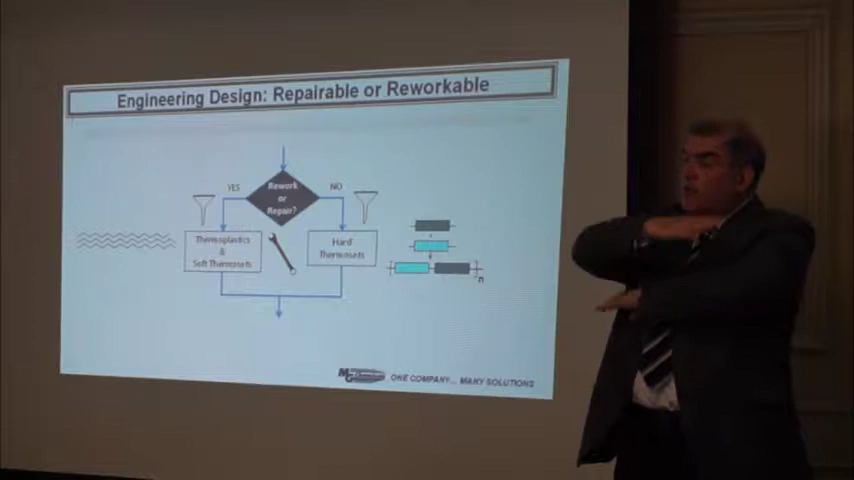 Engineering Design: Repairable or Reworkable
YES
Rework
or
Repair?
NO
Thermoplastics
&
Soft Thermosets
Hard
Thermosets
n
ONE COMPANY... MANY SOLUTIONS